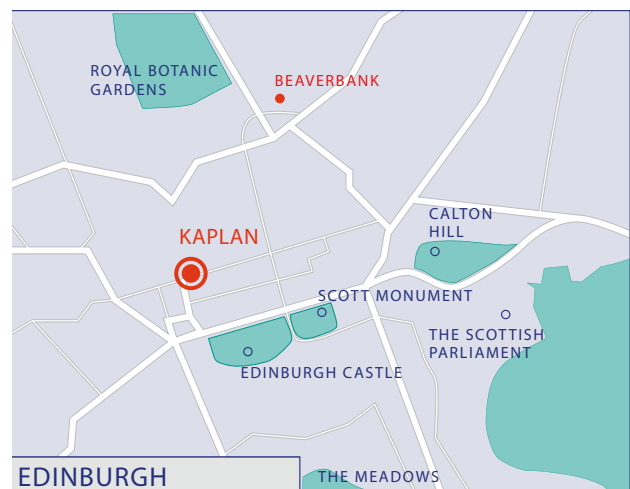 ROYAL BOTANIC
GARDENS
BEAVERBANK
CALTON
HILL
KAPLAN
SCOTT MONUMENT
THE SCOTTISH
PARLIAMENT
EDINBURGH CASTLE
EDINBURGH
THE MEADOWS